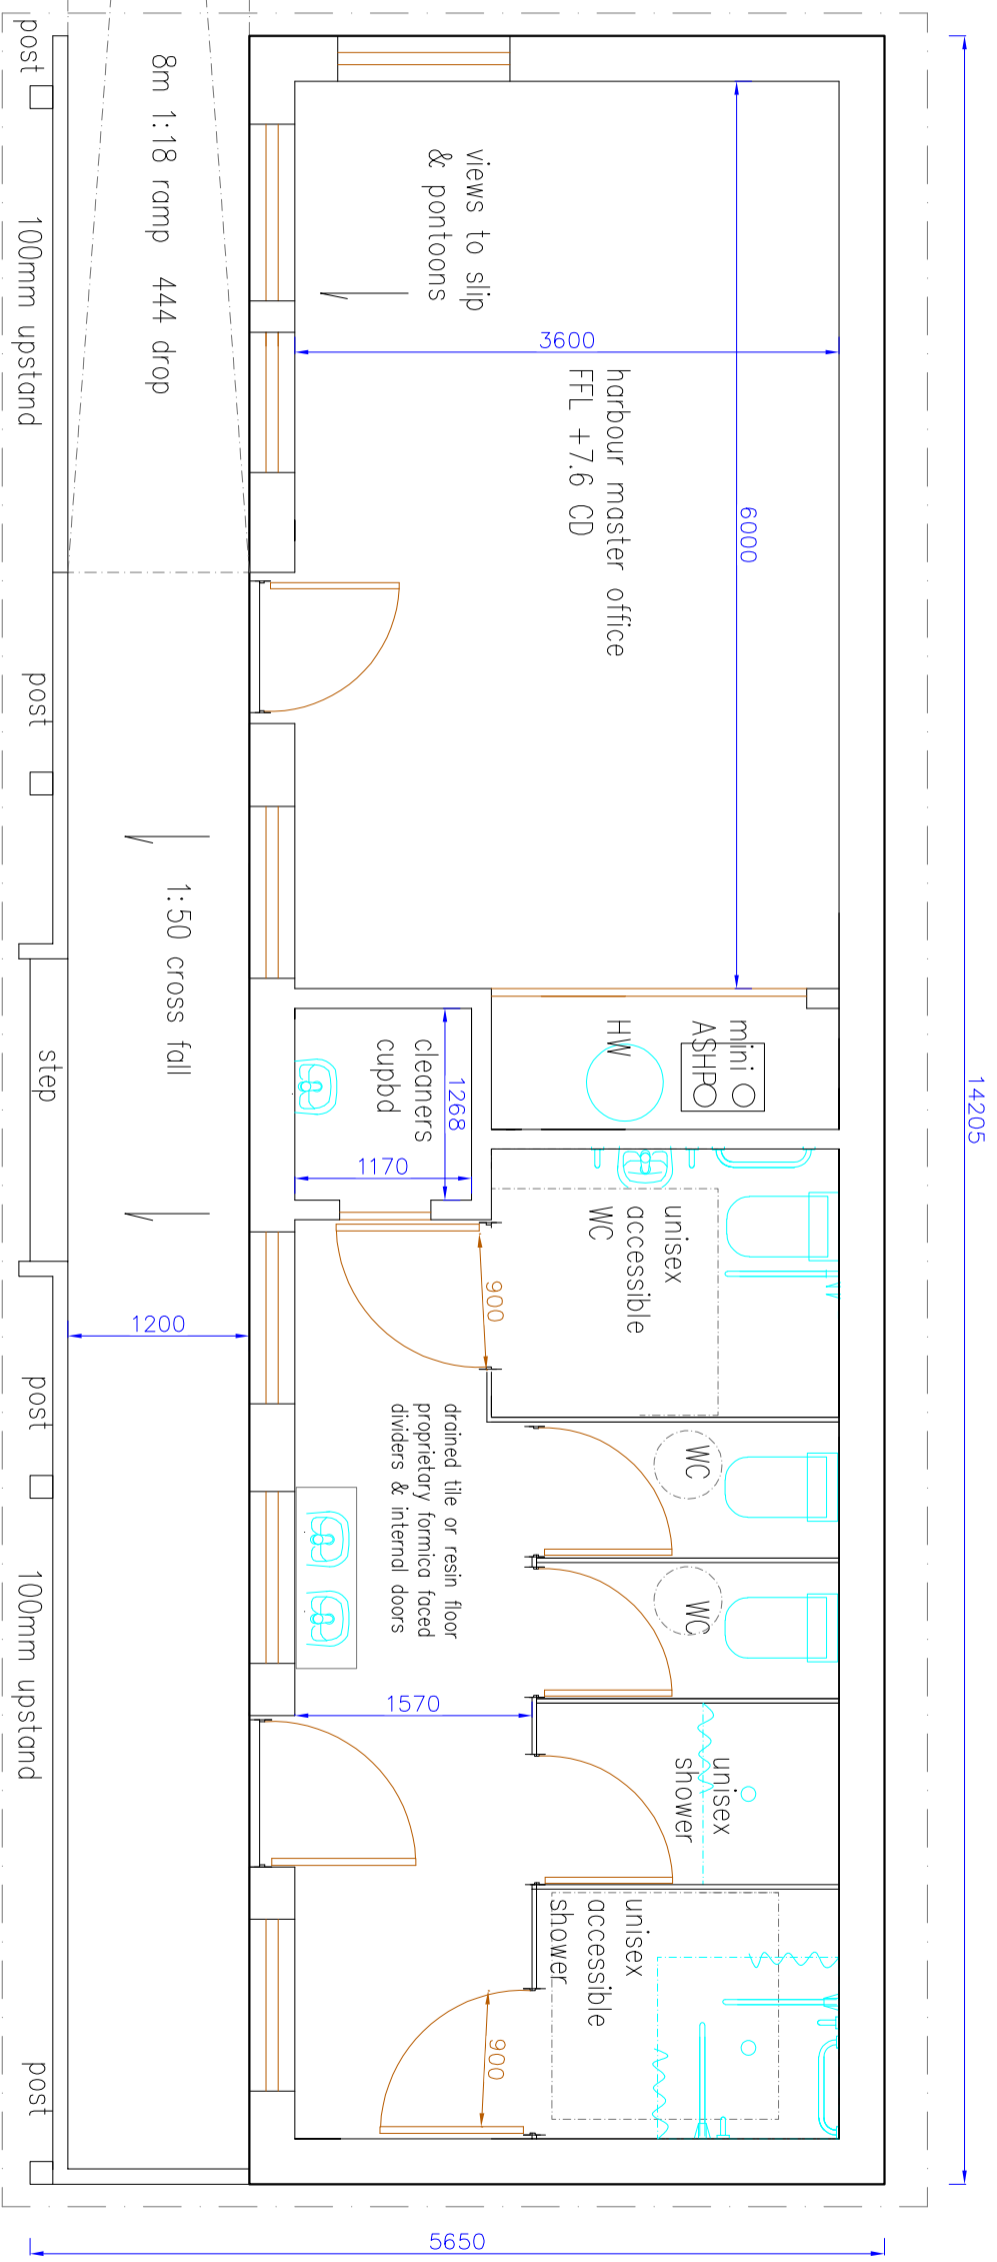 14205
6000
3600
views to slip
& pontoons
harbour master office
FFL +7.6 CD
mini
ASHP
HW
cleaners
cupbd
1268
1170
unisex
accessible
WC
900
WC
WC
unisex
shower
unisex
accessible
shower
900
drained tile or resin floor
proprietary formica faced
dividers & internal doors
1570
8m 1:18 ramp 444 drop
1:50 cross fall
1200
post
100mm upstand
post
step
post
100mm upstand
post
5650